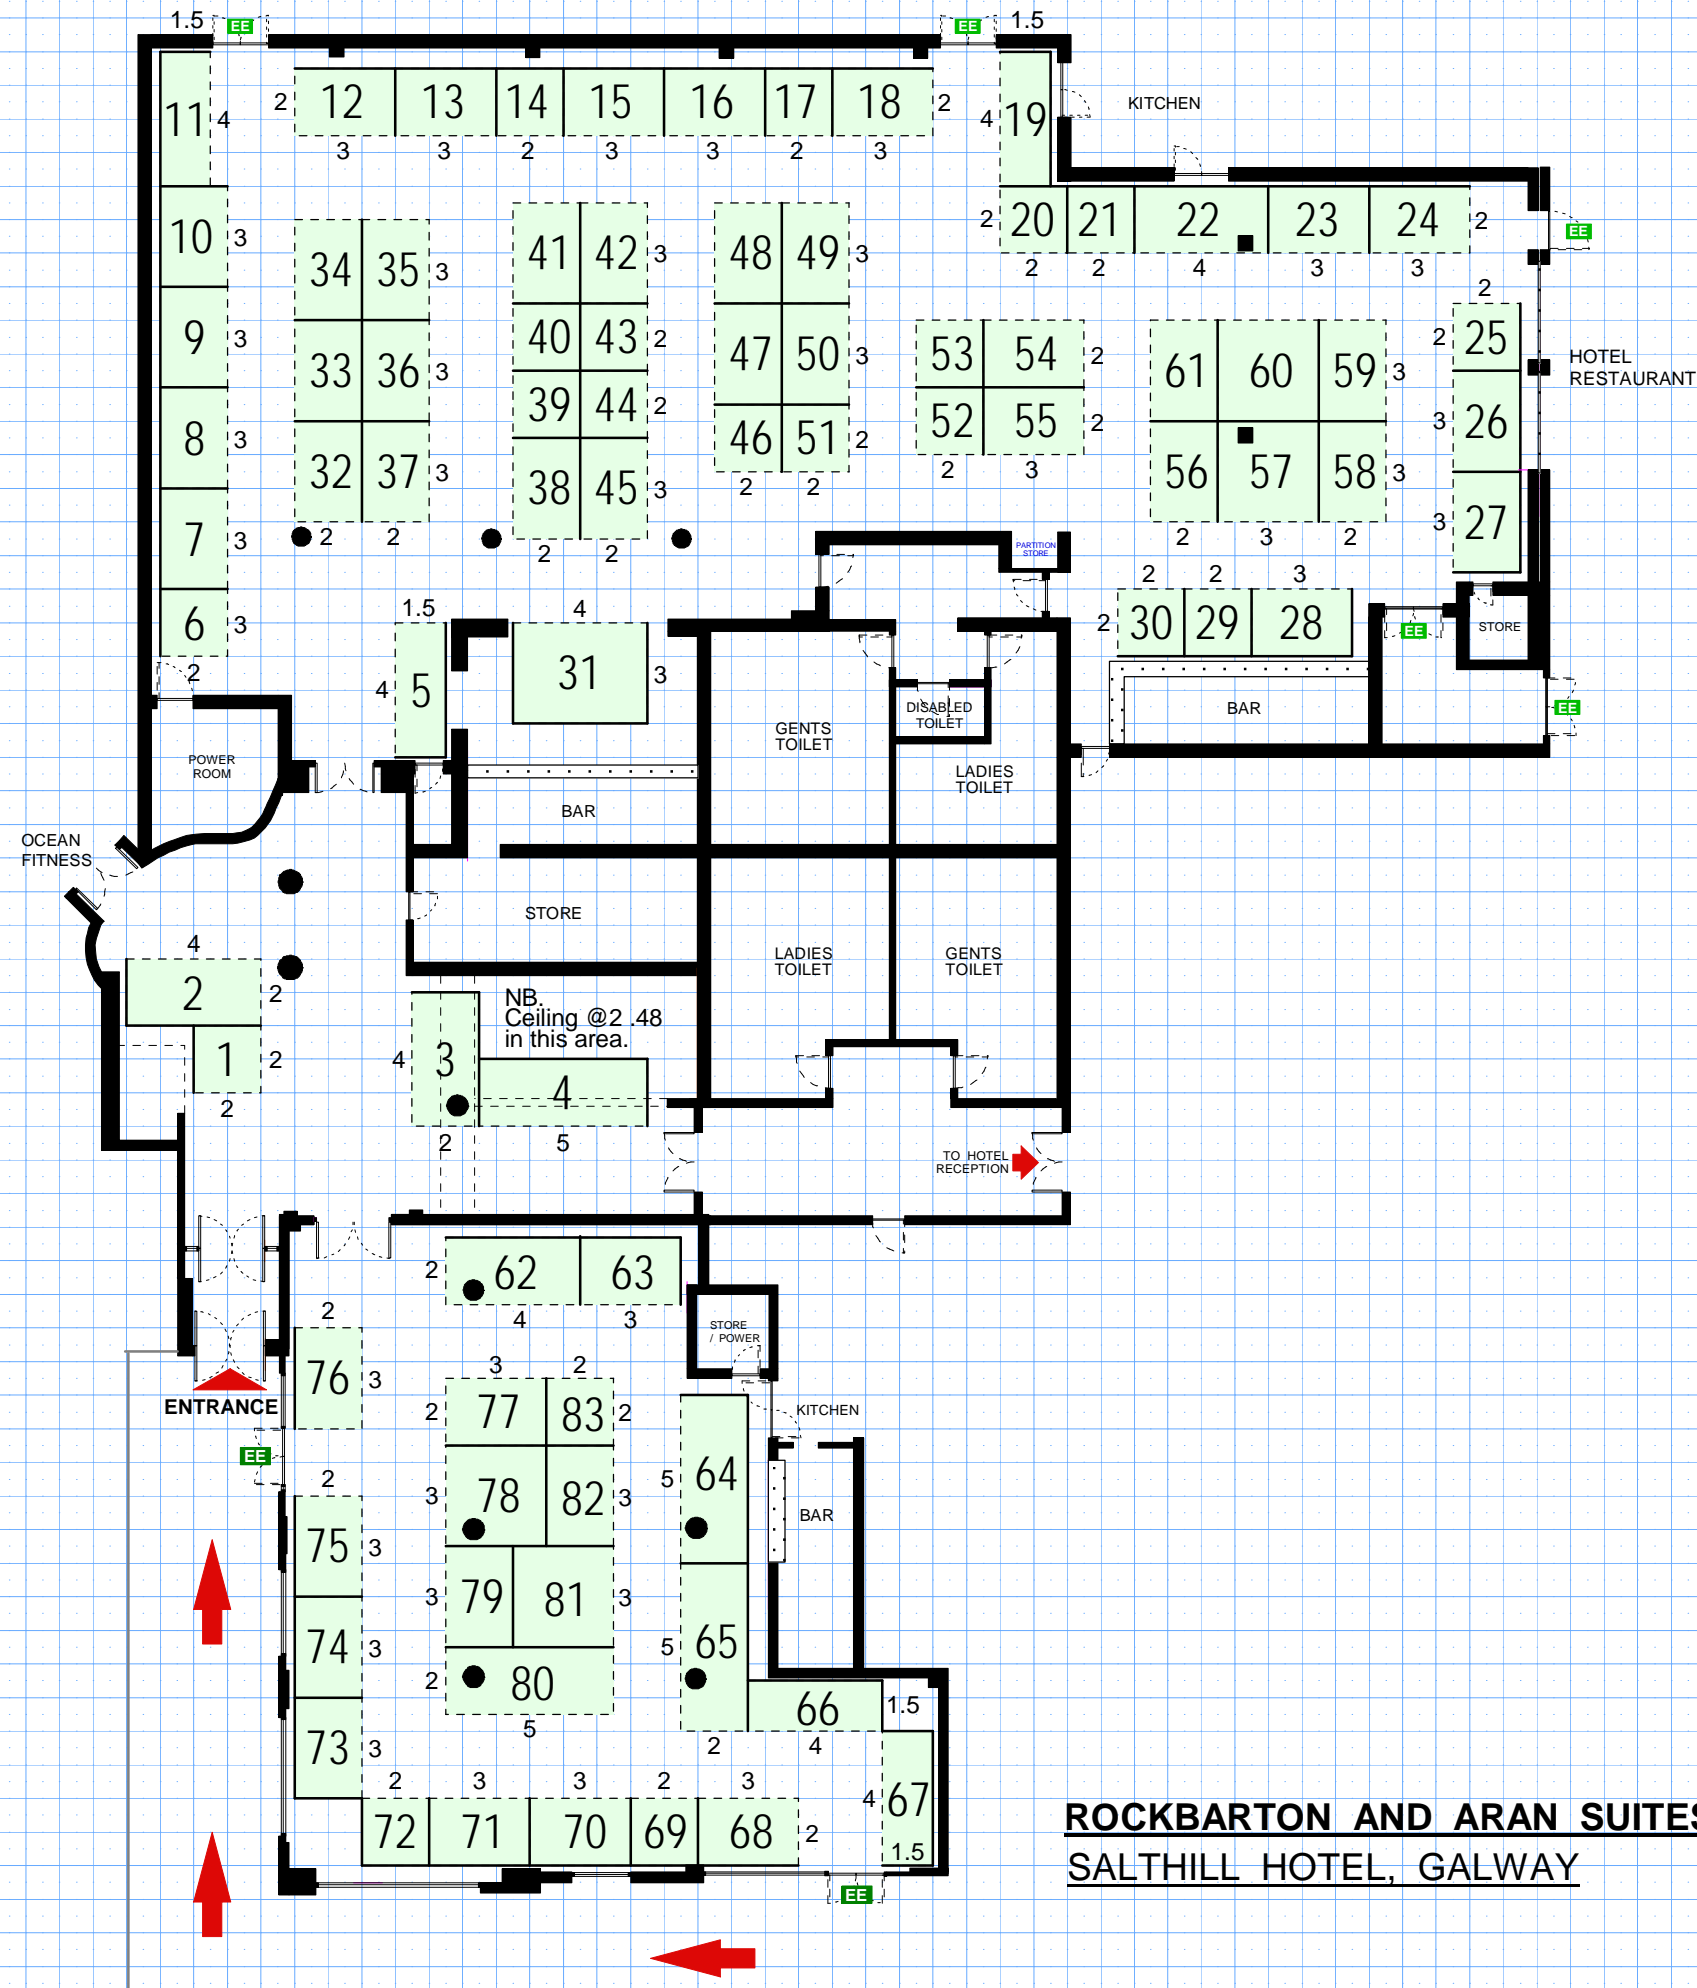 1.5 EE EE 1.5
11 4 2 12 13 14 15 16 17 18 2 4 19 KITCHEN
3 3 2 3 3 2 3
10 3 34 35 3 41 42 3 48 49 3 2 20 21 22 23 24 2 EE
2 2 4 3 3
2
9 3 33 36 3 40 43 2 47 50 3 53 54 2 61 60 59 3 2 25 HOTEL
RESTAURANT
39 44 2
8 3 32 37 3 38 45 3 46 51 2 52 55 2 56 57 58 3 3 26
2 2 2 3
7 3 2 2 2 2 2 3 2 3 27
PARTITION
STORE
2 2 3
6 3 1.5 4 2 30 29 28 EE STORE
2 4 5 31 3
GENTS
TOILET
DISABLED
TOILET
BAR EE
POWER
ROOM
LADIES
TOILET
BAR
OCEAN
FITNESS
STORE
LADIES
TOILET
GENTS
TOILET
4
2 2
NB.
Ceiling @2 .48
in this area.
1 2 4 3 4
2 2 5
TO HOTEL
RECEPTION
2 62 63
4 3
2
STORE
/ POWER
76 3 3 2
ENTRANCE 2 77 83 2 KITCHEN
EE
2 3 78 82 3 5 64 BAR
75 3
3 79 81 3
74 3 5 65
2 80
5
66 1.5
73 3 2 4
2 3 3 2 3
72 71 70 69 68 2 4 67
1.5
EE
ROCKBARTON AND ARAN SUITES
SALTHILL HOTEL, GALWAY